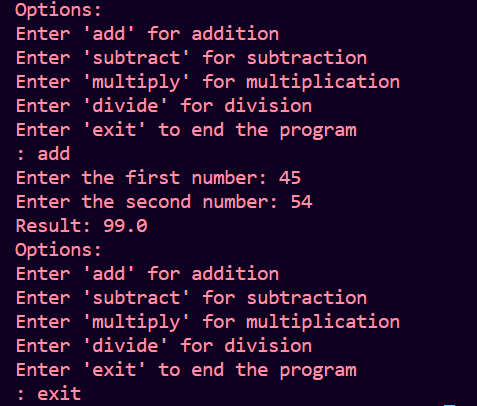 Options:
Enter 'add' for addition
Enter 'subtract' for subtraction
Enter 'multiply' for multiplication
Enter 'divide' for division
Enter 'exit' to end the program
: add
Enter the first number: 45
Enter the second number: 54
Result: 99.0
Options:
Enter 'add' for addition
Enter 'subtract' for subtraction
Enter 'multiply' for multiplication
Enter 'divide' for division
Enter 'exit' to end the program
: exit